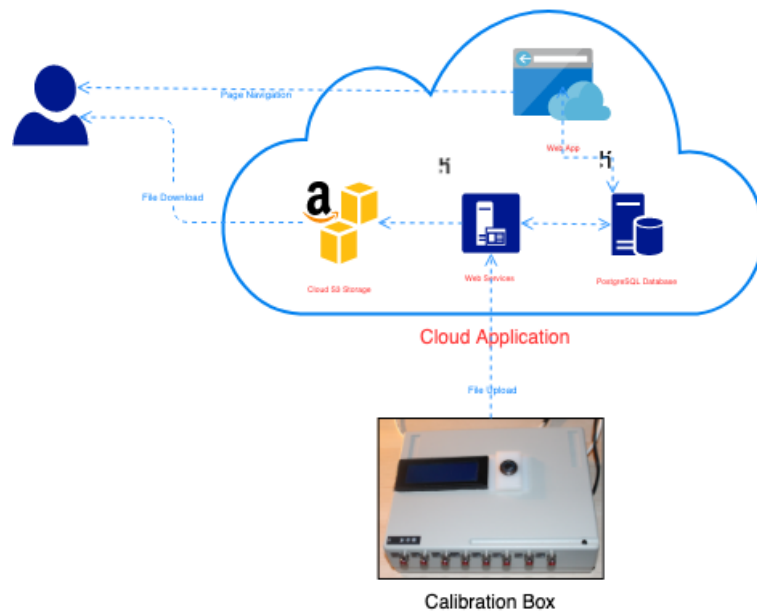 Page Navigation
Web App
File Download
Cloud S3 Storage
Web Services
PostgreSQL Database
Cloud Application
File Upload
Calibration Box